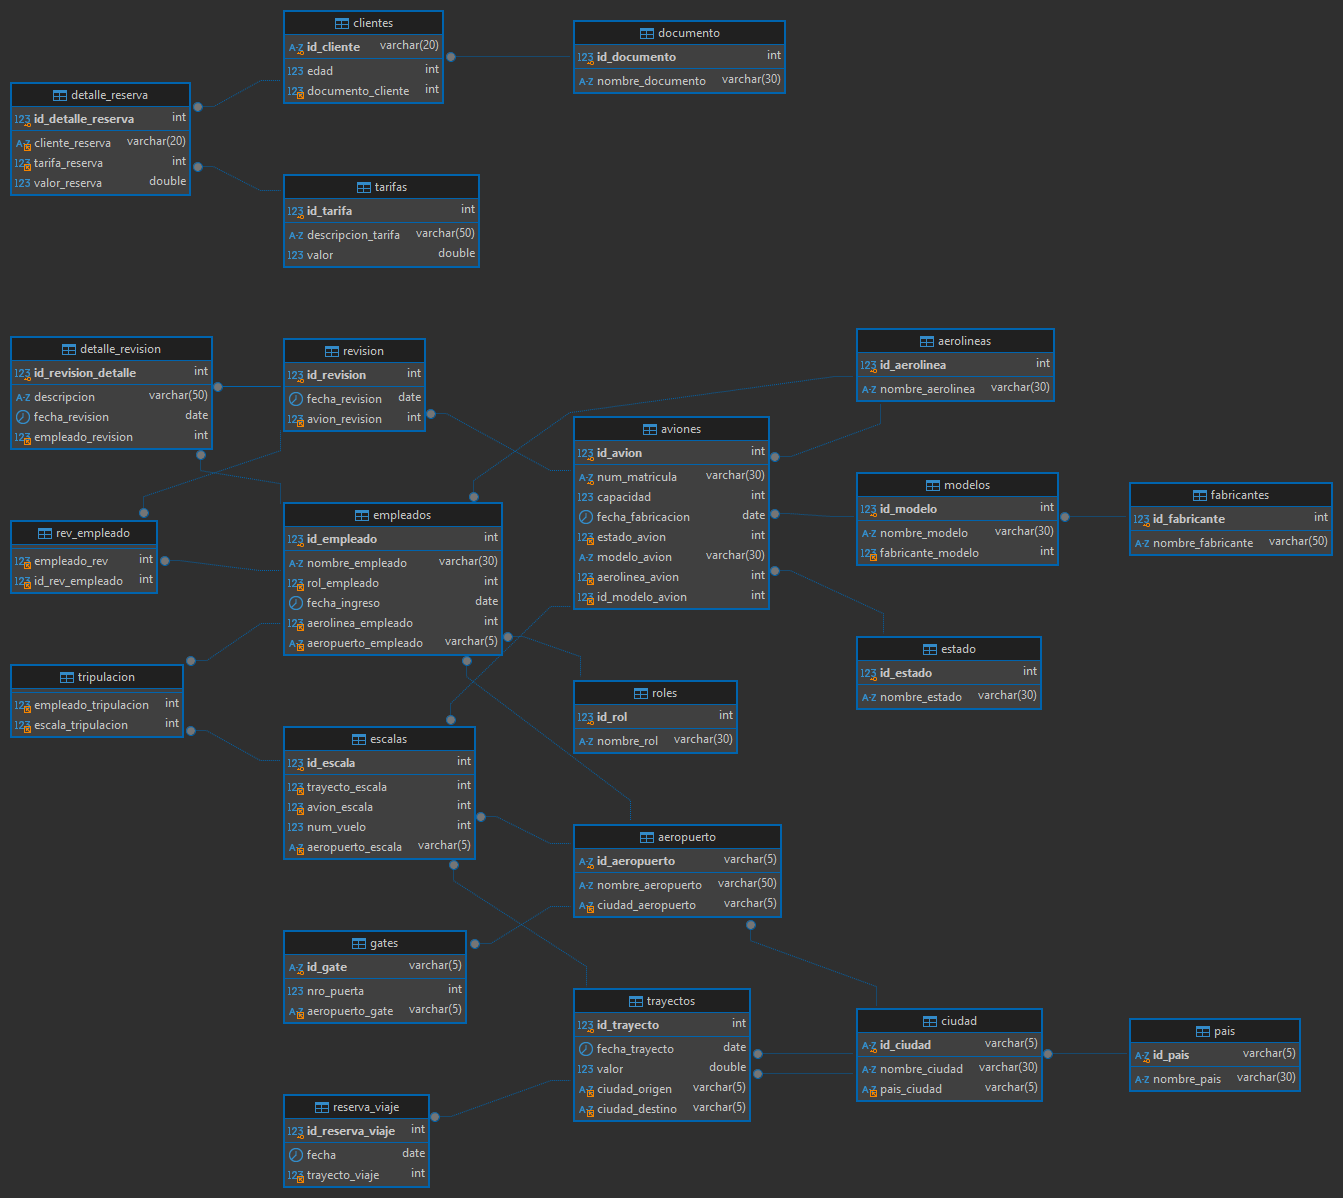 clientes
id_cliente varchar(20)
edad int
documento_cliente int
documento
id_documento int
nombre_documento varchar(30)
detalle_reserva
id_detalle_reserva int
cliente_reserva varchar(20)
tarifa_reserva int
valor_reserva double
tarifas
id_tarifa int
descripcion_tarifa varchar(50)
valor double
detalle_revision
id_revision_detalle int
descripcion varchar(50)
fecha_revision date
empleado_revision int
revision
id_revision int
fecha_revision date
avion_revision int
aerolineas
id_aerolinea int
nombre_aerolinea varchar(30)
aviones
id_avion int
num_matricula varchar(30)
capacidad int
fecha_fabricacion date
estado_avion int
modelo_avion varchar(30)
aerolinea_avion int
id_modelo_avion int
modelos
id_modelo int
nombre_modelo varchar(30)
fabricante_modelo int
fabricantes
id_fabricante int
nombre_fabricante varchar(50)
rev_empleado
empleado_rev int
id_rev_empleado int
empleados
id_empleado int
nombre_empleado varchar(30)
rol_empleado int
fecha_ingreso date
aerolinea_empleado int
aeropuerto_empleado varchar(5)
estado
id_estado int
nombre_estado varchar(30)
tripulacion
empleado_tripulacion int
escala_tripulacion int
roles
id_rol int
nombre_rol varchar(30)
escalas
id_escala int
trayecto_escala int
avion_escala int
num_vuelo int
aeropuerto_escala varchar(5)
aeropuerto
id_aeropuerto varchar(5)
nombre_aeropuerto varchar(50)
ciudad_aeropuerto varchar(5)
gates
id_gate varchar(5)
nro_puerta int
aeropuerto_gate varchar(5)
trayectos
id_trayecto int
fecha_trayecto date
valor double
ciudad_origen varchar(5)
ciudad_destino varchar(5)
ciudad
id_ciudad varchar(5)
nombre_ciudad varchar(30)
pais_ciudad varchar(5)
pais
id_pais varchar(5)
nombre_pais varchar(30)
reserva_viaje
id_reserva_viaje int
fecha date
trayecto_viaje int